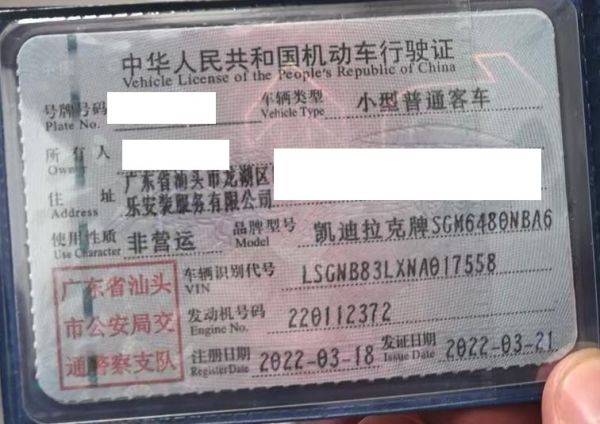 中华人民共和国机动车行驶证
Vehicle License of the People's Republic of China
号牌号码
Plate No.
车辆类型 小型普通客车
Vehicle Type
所有人
Owner
住址 广东省汕头市龙湖区
Address 乐安装服务有限公司
使用性质 非营运
Use Character
品牌型号 凯迪拉克牌SGM6480NBA6
Model
车辆识别代号 LSGNB83LXNA017558
VIN
发动机号码 220112372
Engine No.
注册日期 2022-03-18
Register Date
发证日期 2022-03-21
Issue Date
广东省汕头
市公安局交
通警察支队